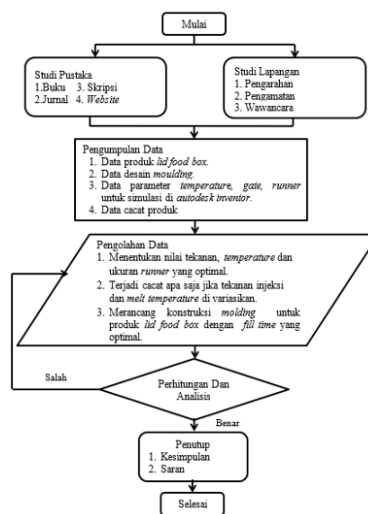 Mulai
Studi Pustaka
1.Buku 3. Skripsi
2.Jurnal 4. Website
Studi Lapangan
1. Pengarahan
2. Pengamatan
3. Wawancara
Pengumpulan Data
1. Data produk lid food box.
2. Data desain moulding.
3. Data parameter temperature, gate, runner
untuk simulasi di autodesk inventor.
4. Data cacat produk
Pengolahan Data
1. Menentukan nilai tekanan, temperature dan
ukuran runner yang optimal.
2. Terjadi cacat apa saja jika tekanan injeksi
dan melt temperature di variasikan.
3. Merancang konstruksi molding untuk
produk lid food box dengan fill time yang
optimal.
Salah
Perhitungan Dan
Analisis
Benar
Penutup
1. Kesimpulan
2. Saran
Selesai